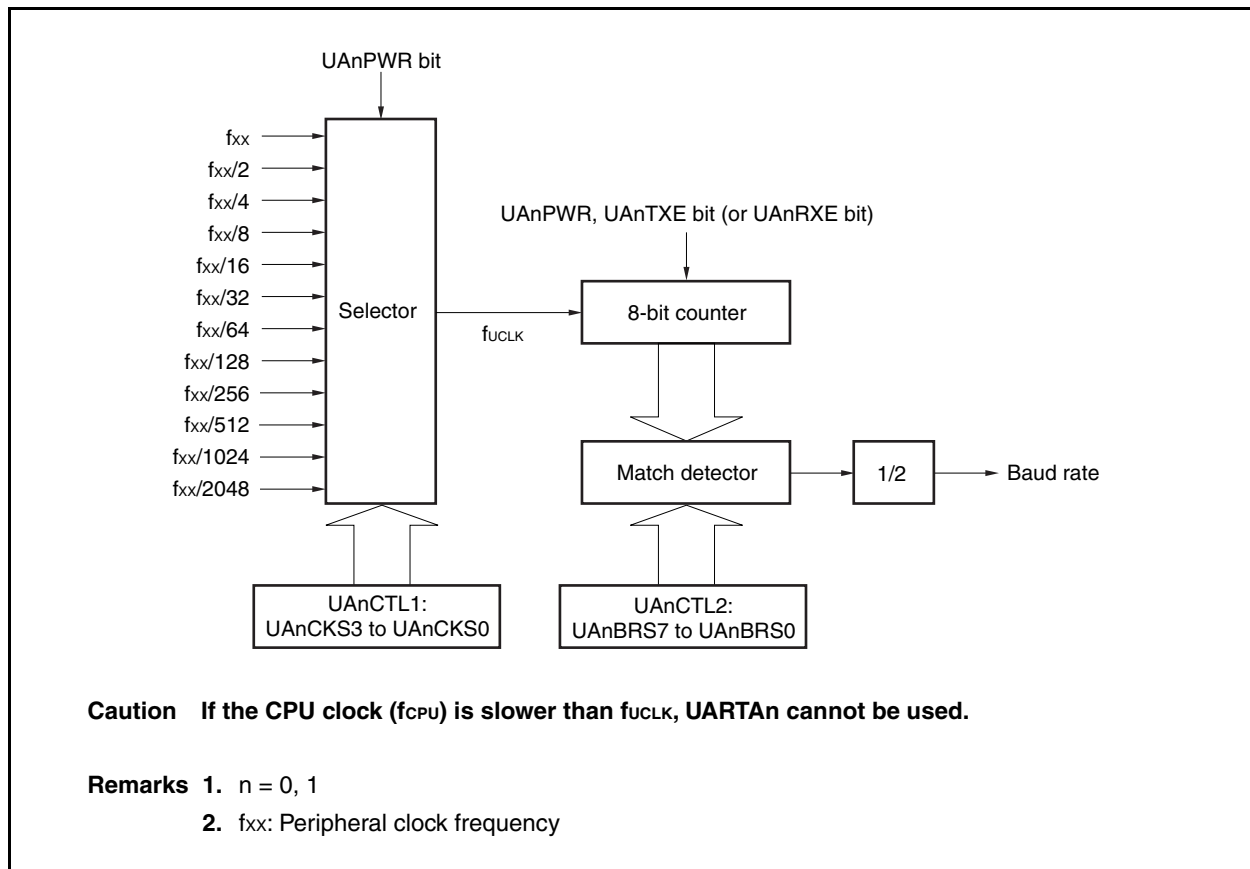 UAnPWR bit
fxx
fxx/2
fxx/4
fxx/8
fxx/16
fxx/32
fxx/64
fxx/128
fxx/256
fxx/512
fxx/1024
fxx/2048
Selector
fUCLK
UAnPWR, UAnTXE bit (or UAnRXE bit)
8-bit counter
Match detector
1/2
Baud rate
UAnCTL1:
UAnCKS3 to UAnCKS0
UAnCTL2:
UAnBRS7 to UAnBRS0
Caution If the CPU clock (fCPU) is slower than fUCLK, UARTAn cannot be used.
Remarks 1. n = 0, 1
2. fxx: Peripheral clock frequency